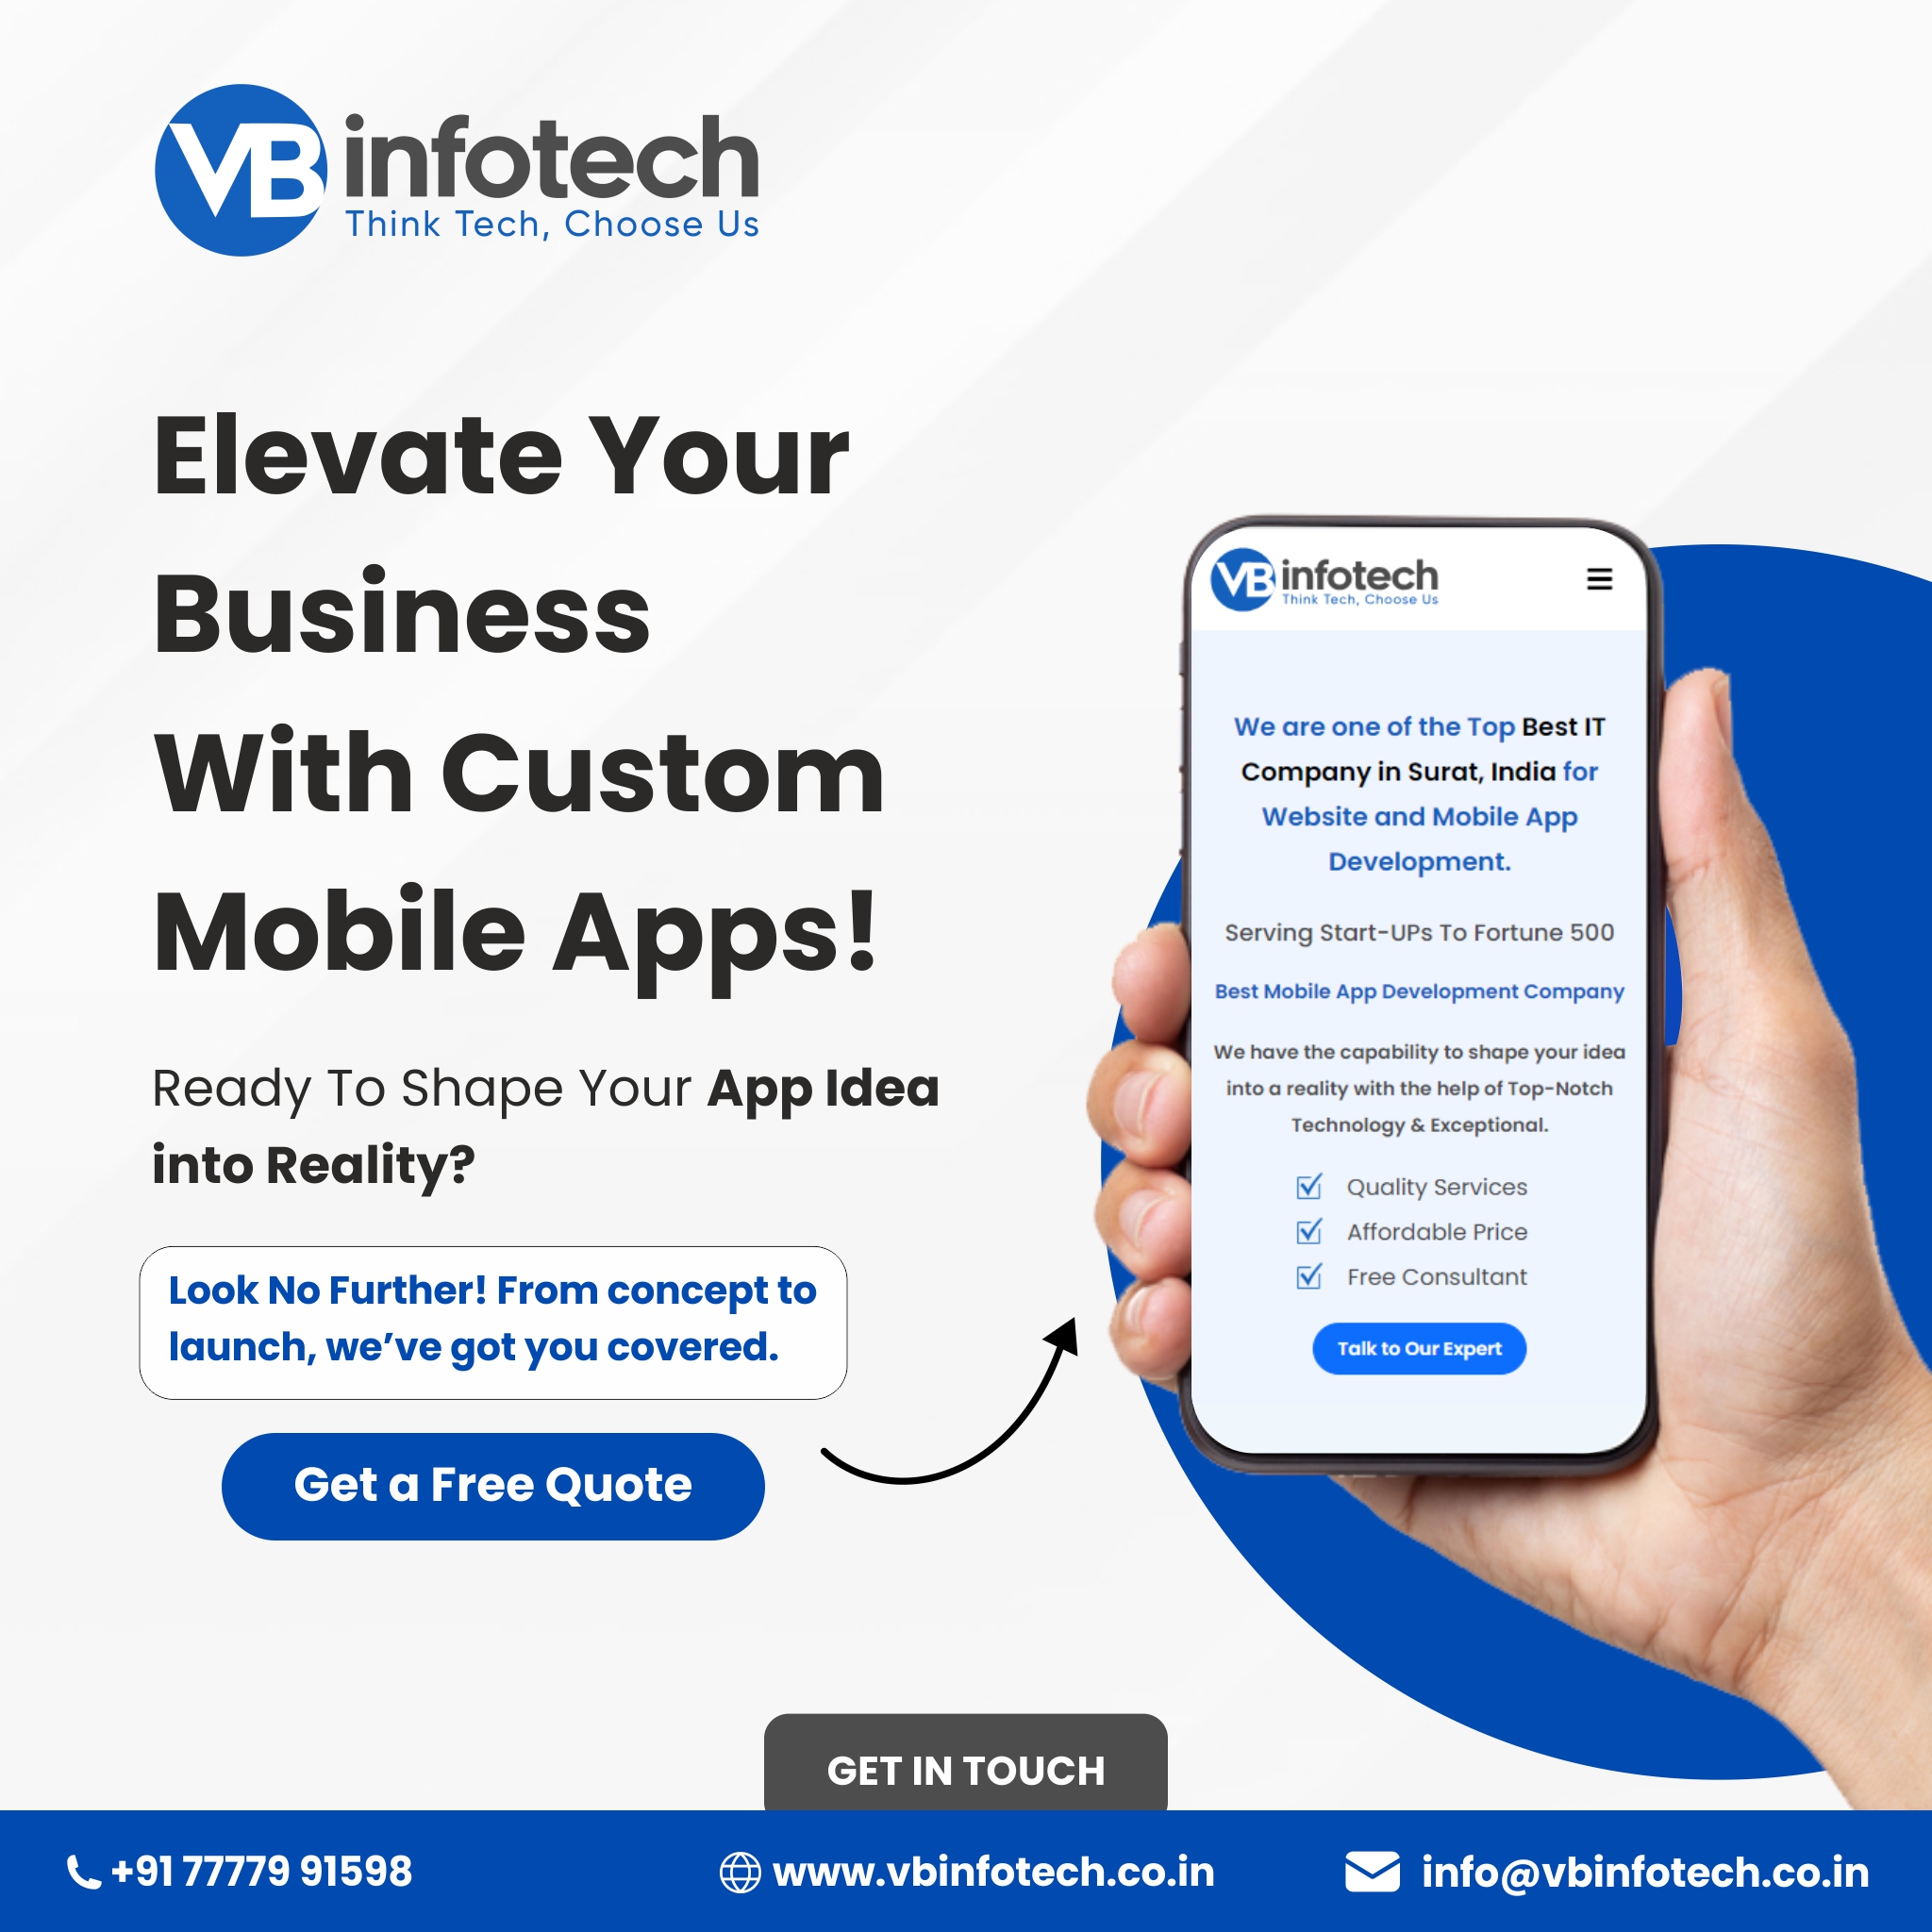 VB infotech
Think Tech, Choose Us
Elevate Your
Business
With Custom
Mobile Apps!
Ready To Shape Your App Idea
into Reality?
Look No Further! From concept to
launch, we’ve got you covered.
Get a Free Quote
VB infotech
Think Tech, Choose Us
We are one of the Top Best IT
Company in Surat, India for
Website and Mobile App
Development.
Serving Start-UPs To Fortune 500
Best Mobile App Development Company
We have the capability to shape your idea
into a reality with the help of Top-Notch
Technology & Exceptional.
Quality Services
Affordable Price
Free Consultant
Talk to Our Expert
GET IN TOUCH
+91 77779 91598
www.vbinfotech.co.in
info@vbinfotech.co.in